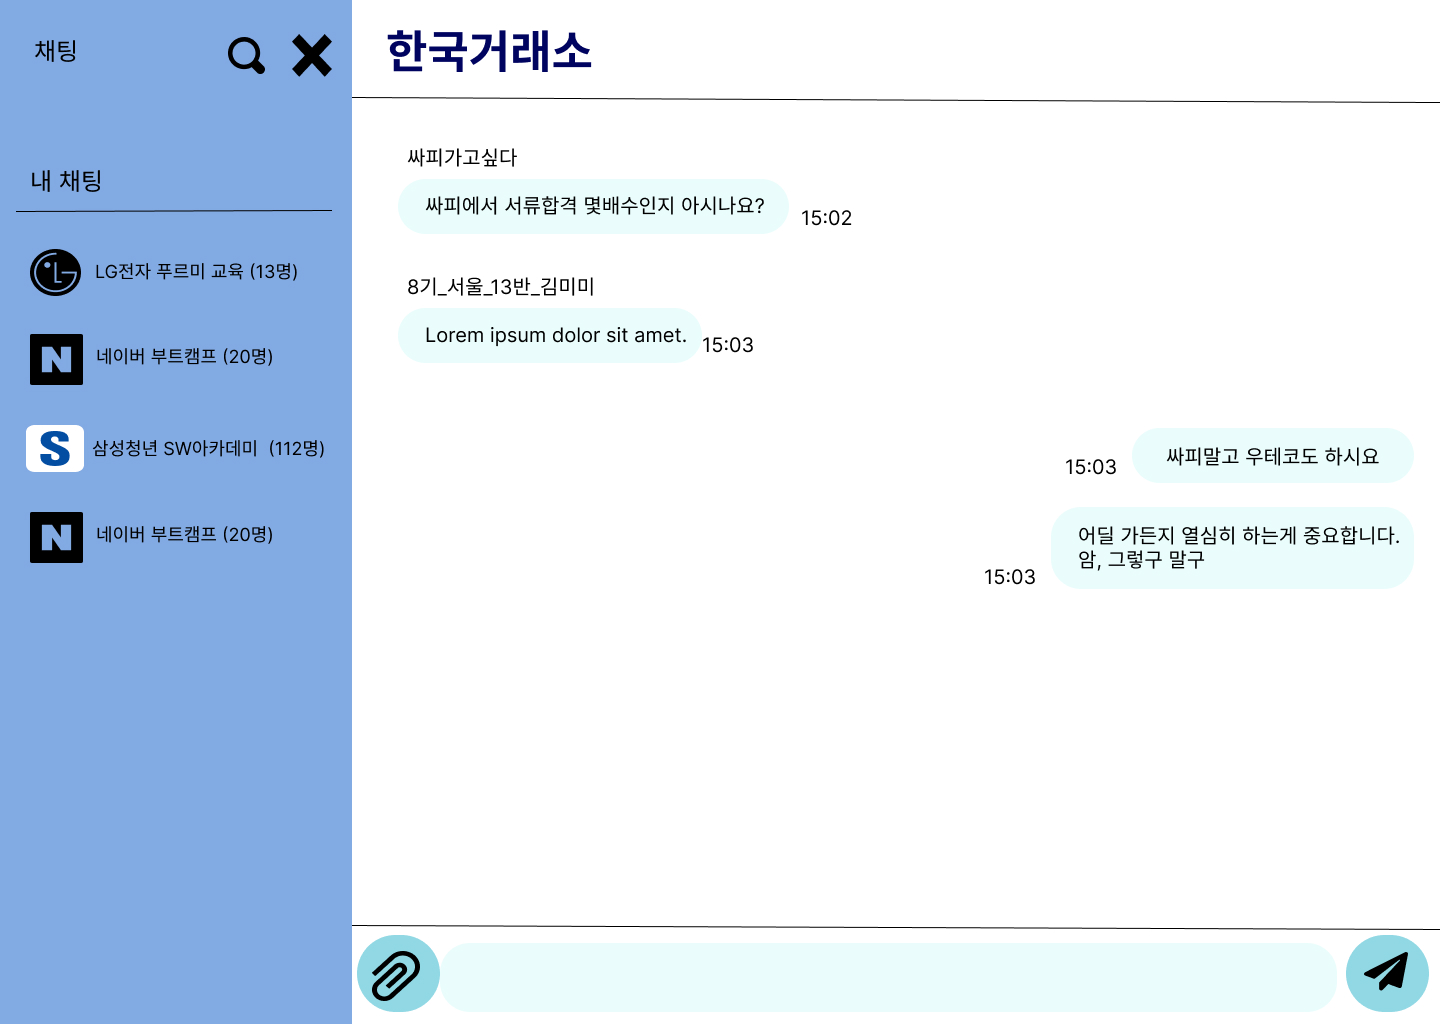 채팅
내 채팅
LG전자 푸르미 교육 (13명)
N 네이버 부트캠프 (20명)
S 삼성청년 SW아카데미 (112명)
N 네이버 부트캠프 (20명)
한국거래소
싸피가고싶다
싸피에서 서류합격 몇배수인지 아시나요?
15:02
8기_서울_13반_김미미
Lorem ipsum dolor sit amet.
15:03
싸피말고 우테코도 하시요
15:03
어딜 가든지 열심히 하는게 중요합니다.
암, 그렇구 말구
15:03